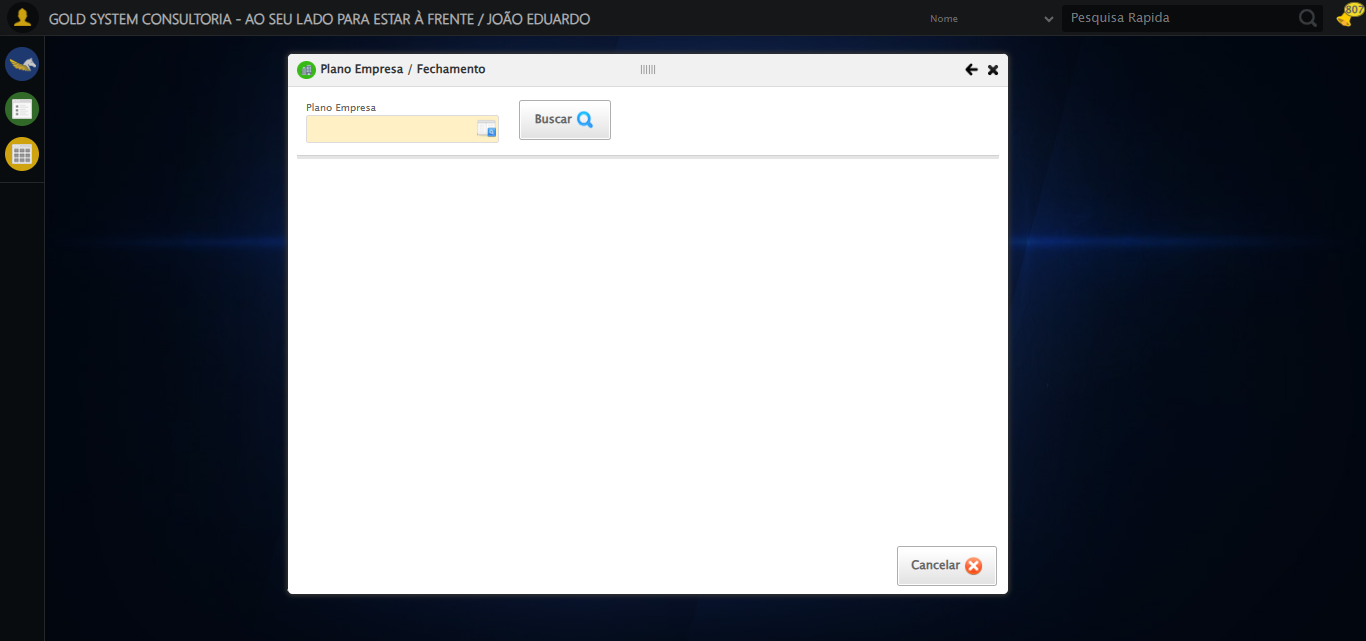 GOLD SYSTEM CONSULTORIA - AO SEU LADO PARA ESTAR À FRENTE / JOÃO EDUARDO
Nome
Pesquisa Rapida
807
Plano Empresa / Fechamento
Plano Empresa
Buscar
Cancelar